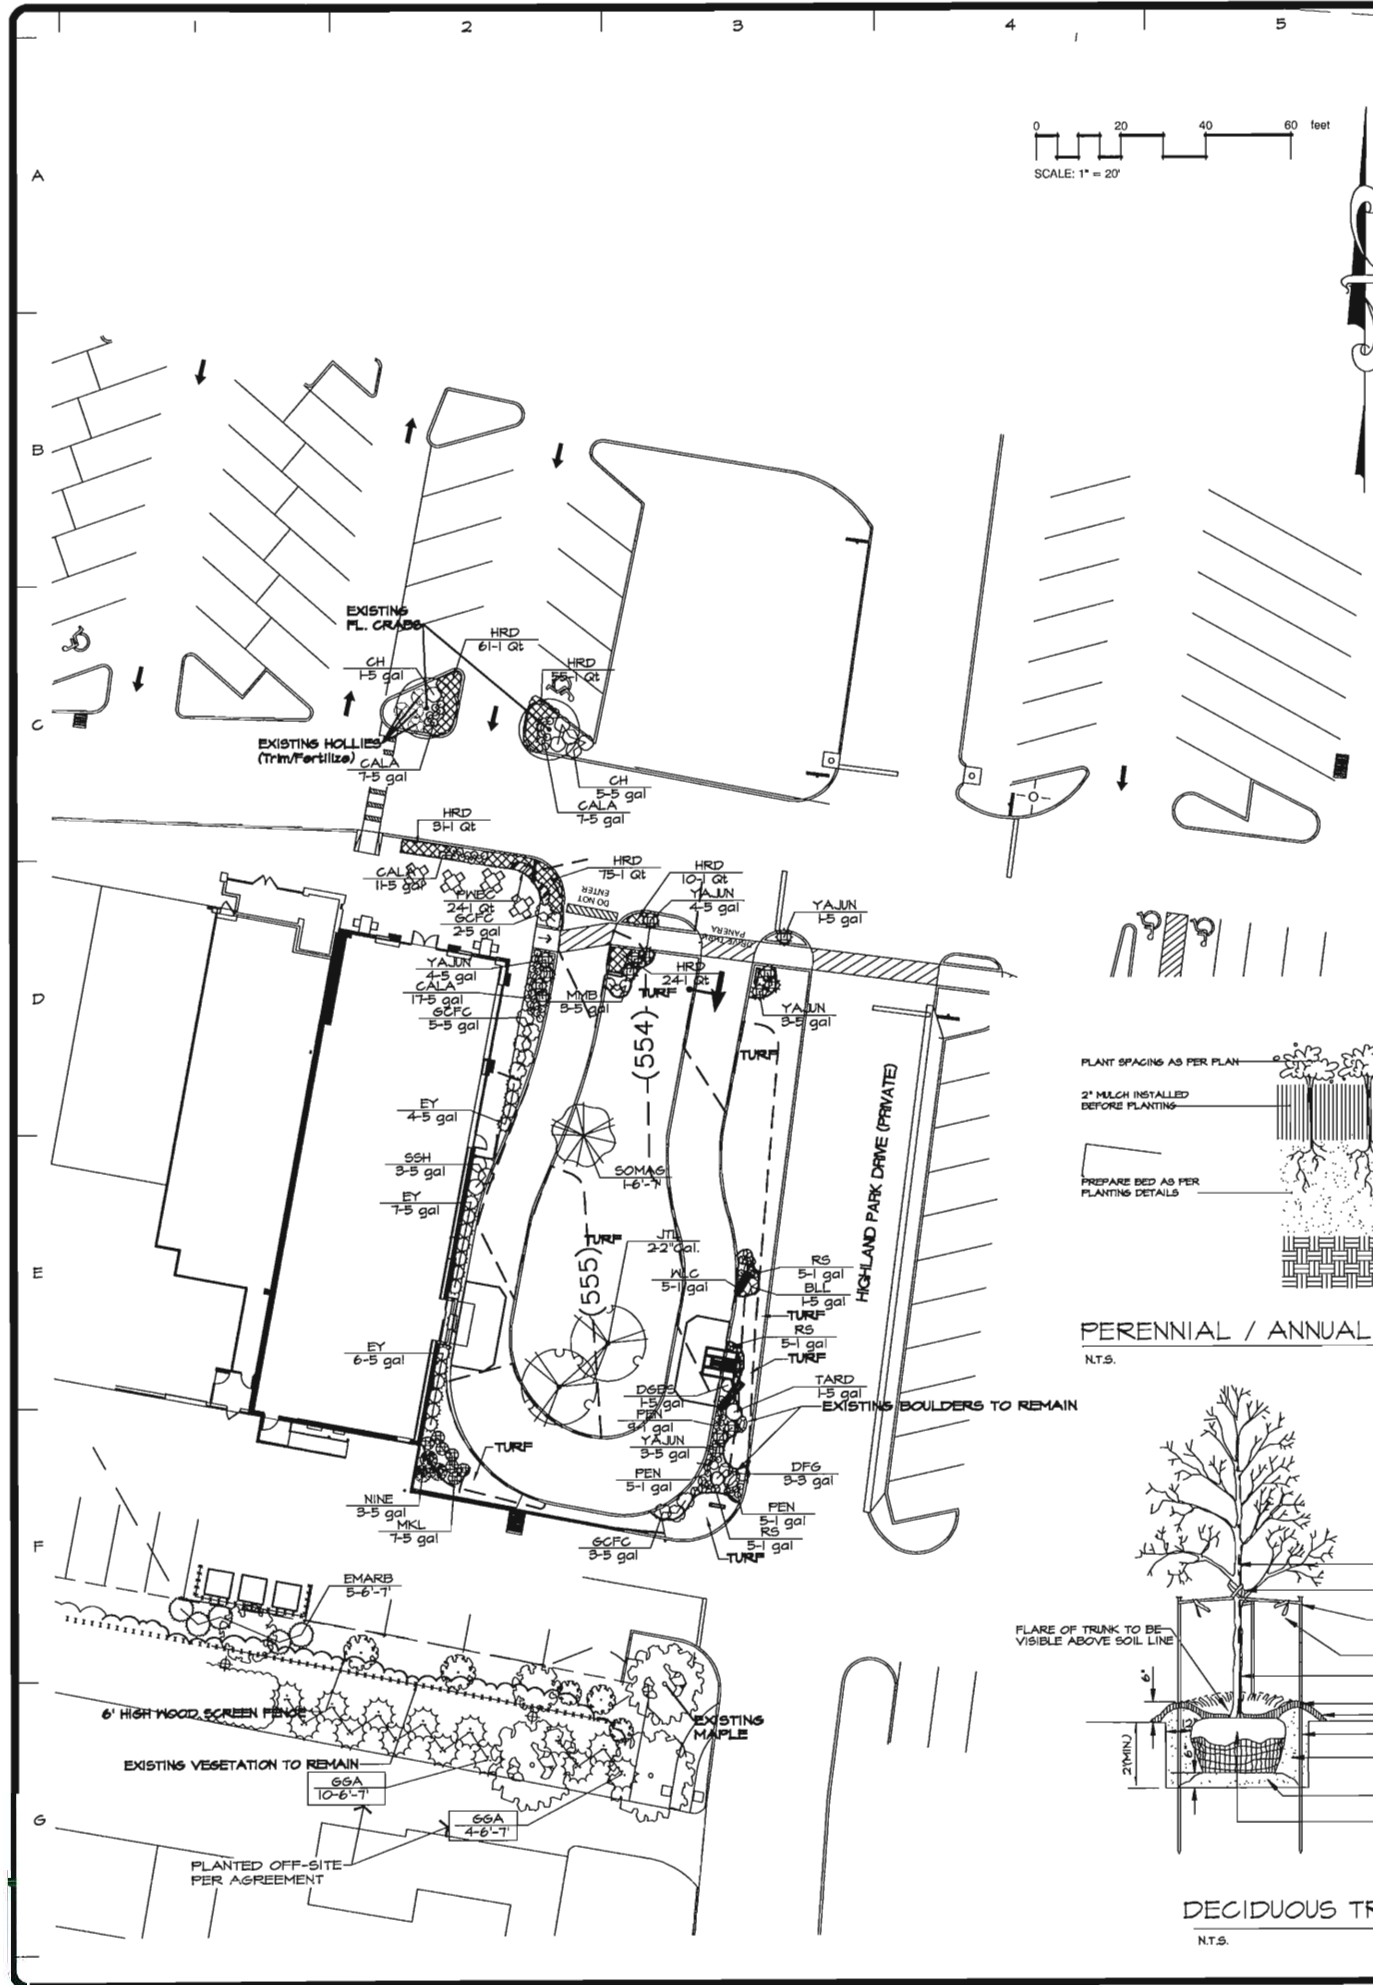 2
3
4
5
0 20 40 60 feet
SCALE: 1" = 20'
A
B
EXISTING
FL. CRABS
HRD
61-1 Qt
CH
1-5 gal
HRD
55-1 Qt
C
EXISTING HOLLIES
(Trim/Fertilize)
CALA
7-5 gal
CH
5-5 gal
CALA
7-5 gal
HRD
31-1 Qt
HRD
75-1 Qt
HRD
10-1 Qt
CALA
11-5 gal
DO NOT
ENTER
YAJUN
4-5 gal
24-1 Qt
GCFC
2-5 gal
YAJUN
1-5 gal
PANERA
YAJUN
4-5 gal
CALA
17-5 gal
GCFC
5-5 gal
MMB
3-5 gal
HRD
24-1 Qt
TURF
D
YAJUN
3-5 gal
(554)
TURF
PLANT SPACING AS PER PLAN
2" MULCH INSTALLED
BEFORE PLANTING
EY
4-5 gal
SSH
3-5 gal
SOMAG
1-6'-7'
EY
7-5 gal
PREPARE BED AS PER
PLANTING DETAILS
HIGHLAND PARK DRIVE (PRIVATE)
TURF
JTL
2-2"Cal.
(555)
E
WLC
5-1 gal
RS
5-1 gal
BLL
1-5 gal
TURF
RS
5-1 gal
TURF
PERENNIAL / ANNUAL
N.T.S.
EY
6-5 gal
1-5 gal
TARD
1-5 gal
EXISTING BOULDERS TO REMAIN
PEN
9-1 gal
YAJUN
3-5 gal
TURF
PEN
5-1 gal
DFG
3-3 gal
NINE
3-5 gal
MKL
7-5 gal
PEN
5-1 gal
RS
5-1 gal
GCFC
3-5 gal
TURF
F
EMARB
5-6'-7'
FLARE OF TRUNK TO BE
VISIBLE ABOVE SOIL LINE
6"
12"
6"
2'(MIN.)
6' HIGH WOOD SCREEN FENCE
EXISTING
MAPLE
EXISTING VEGETATION TO REMAIN
GGA
10-6'-7'
GGA
4-6'-7'
G
PLANTED OFF-SITE
PER AGREEMENT
DECIDUOUS TR
N.T.S.